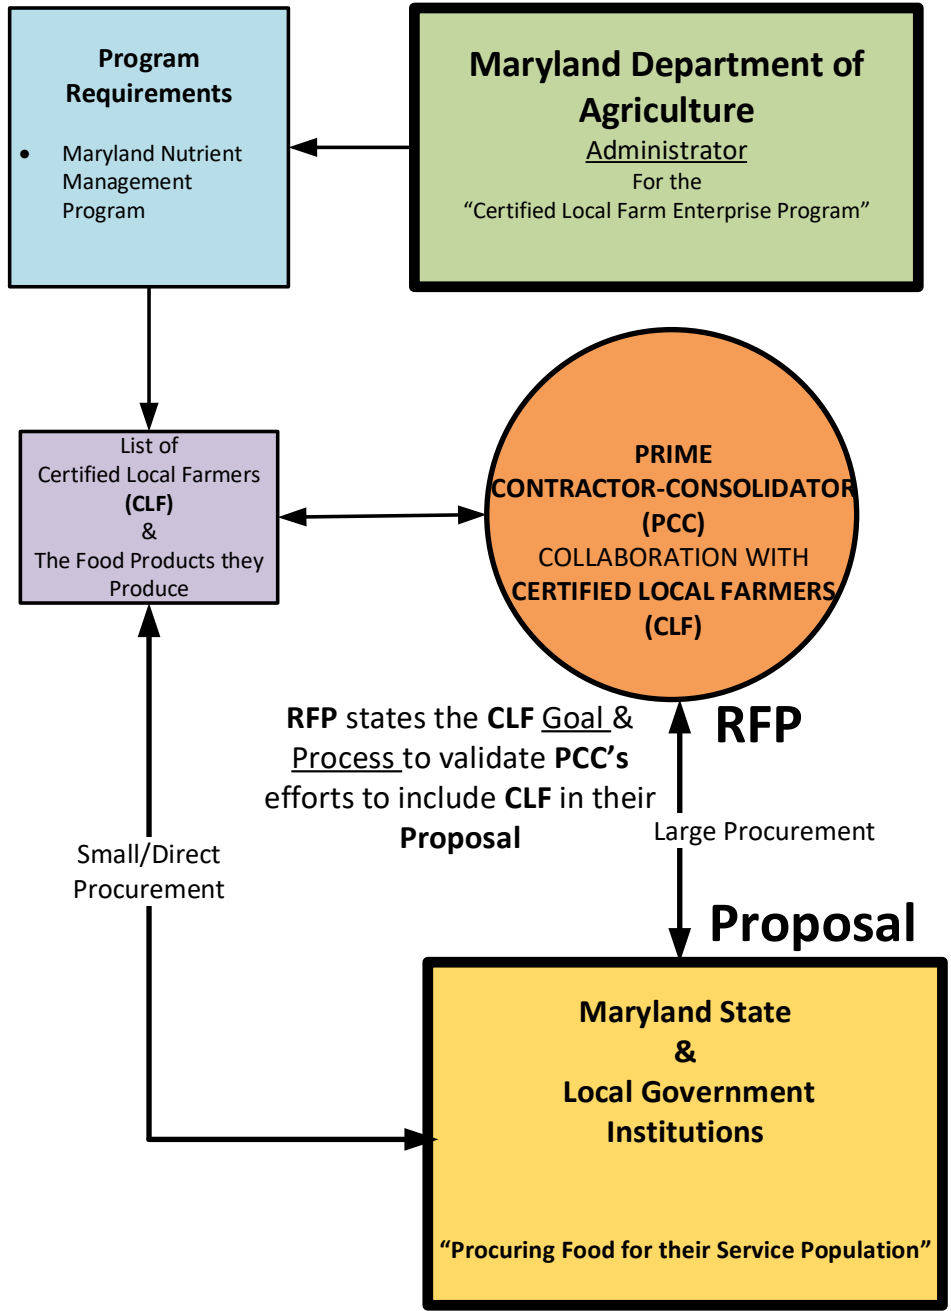 Program
Requirements
• Maryland Nutrient
Management
Program
Maryland Department of
Agriculture
Administrator
For the
“Certified Local Farm Enterprise Program”
List of
Certified Local Farmers
(CLF)
&
The Food Products they
Produce
PRIME
CONTRACTOR-CONSOLIDATOR
(PCC)
COLLABORATION WITH
CERTIFIED LOCAL FARMERS
(CLF)
RFP states the CLF Goal &
Process to validate PCC’s
efforts to include CLF in their
Proposal
RFP
Large Procurement
Small/Direct
Procurement
Proposal
Maryland State
&
Local Government
Institutions
“Procuring Food for their Service Population”